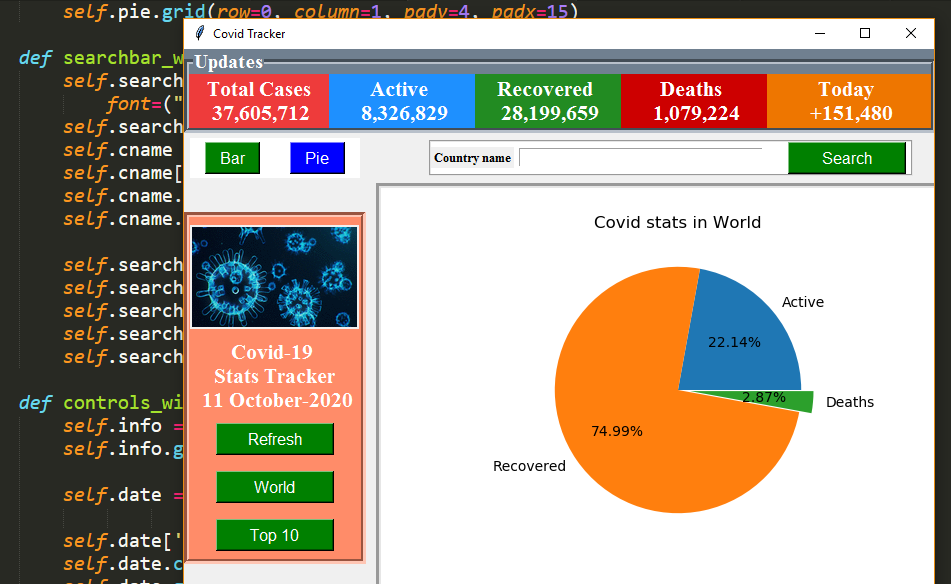 self.pie.grid(row=0, column=1, pady=4, padx=15)
def searchbar_w
self.search
font=("
self.search
self.cname
self.cname[
self.cname.
self.cname.
self.search
self.search
self.search
self.search
self.search
def controls_wi
self.info =
self.info.g
self.date =
self.date['
self.date.c
Covid Tracker
Updates
Total Cases Active Recovered Deaths Today
37,605,712 8,326,829 28,199,659 1,079,224 +151,480
Bar Pie Country name Search
Covid-19
Stats Tracker
11 October-2020
Refresh
World
Top 10
Covid stats in World
Active
22.14%
2.87% Deaths
74.99%
Recovered